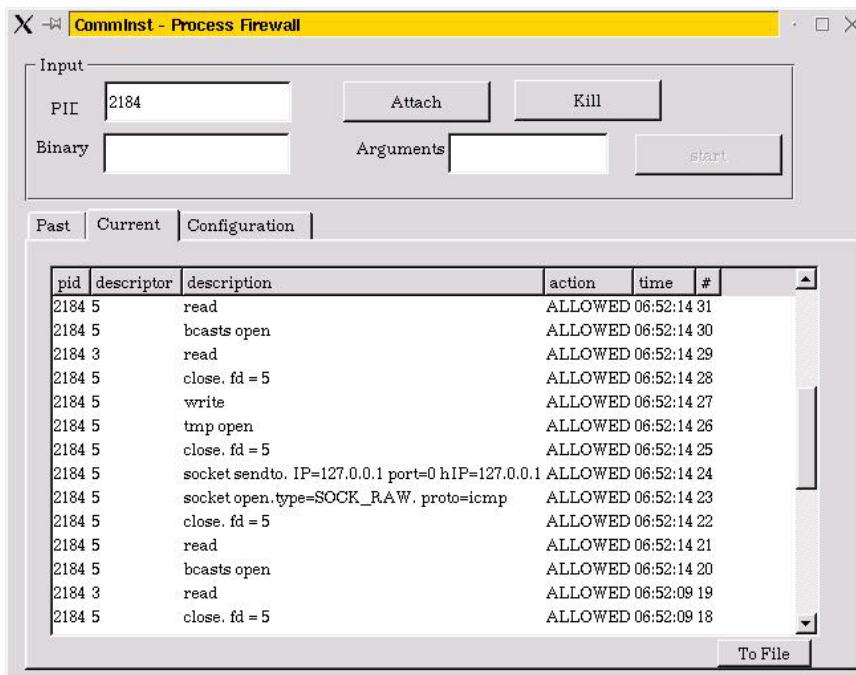 CommInst - Process Firewall
Input
PID 2184 Attach Kill
Binary Arguments start
Past Current Configuration
pid descriptor description action time #
2184 5 read ALLOWED 06:52:14 31
2184 5 bcasts open ALLOWED 06:52:14 30
2184 3 read ALLOWED 06:52:14 29
2184 5 close. fd = 5 ALLOWED 06:52:14 28
2184 5 write ALLOWED 06:52:14 27
2184 5 tmp open ALLOWED 06:52:14 26
2184 5 close. fd = 5 ALLOWED 06:52:14 25
2184 5 socket sendto. IP=127.0.0.1 port=0 hIP=127.0.0.1 ALLOWED 06:52:14 24
2184 5 socket open.type=SOCK_RAW. proto=icmp ALLOWED 06:52:14 23
2184 5 close. fd = 5 ALLOWED 06:52:14 22
2184 5 read ALLOWED 06:52:14 21
2184 5 bcasts open ALLOWED 06:52:14 20
2184 3 read ALLOWED 06:52:09 19
2184 5 close. fd = 5 ALLOWED 06:52:09 18
To File